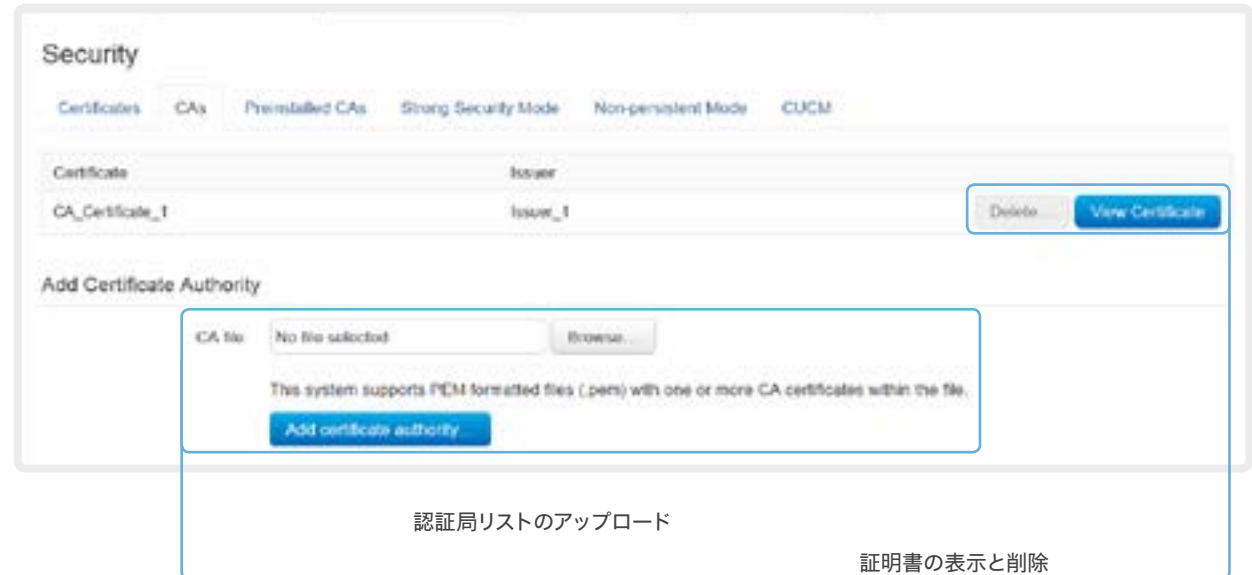 Security
Certificates CAs Preinstalled CAs Strong Security Mode Non-persistent Mode CUCM
Certificate Issuer
CA_Certificate_1 Issuer_1 Delete... View Certificate
Add Certificate Authority
CA file No file selected Browse...
This system supports PEM formatted files (.pem) with one or more CA certificates within the file.
Add certificate authority...
認証局リストのアップロード
証明書の表示と削除